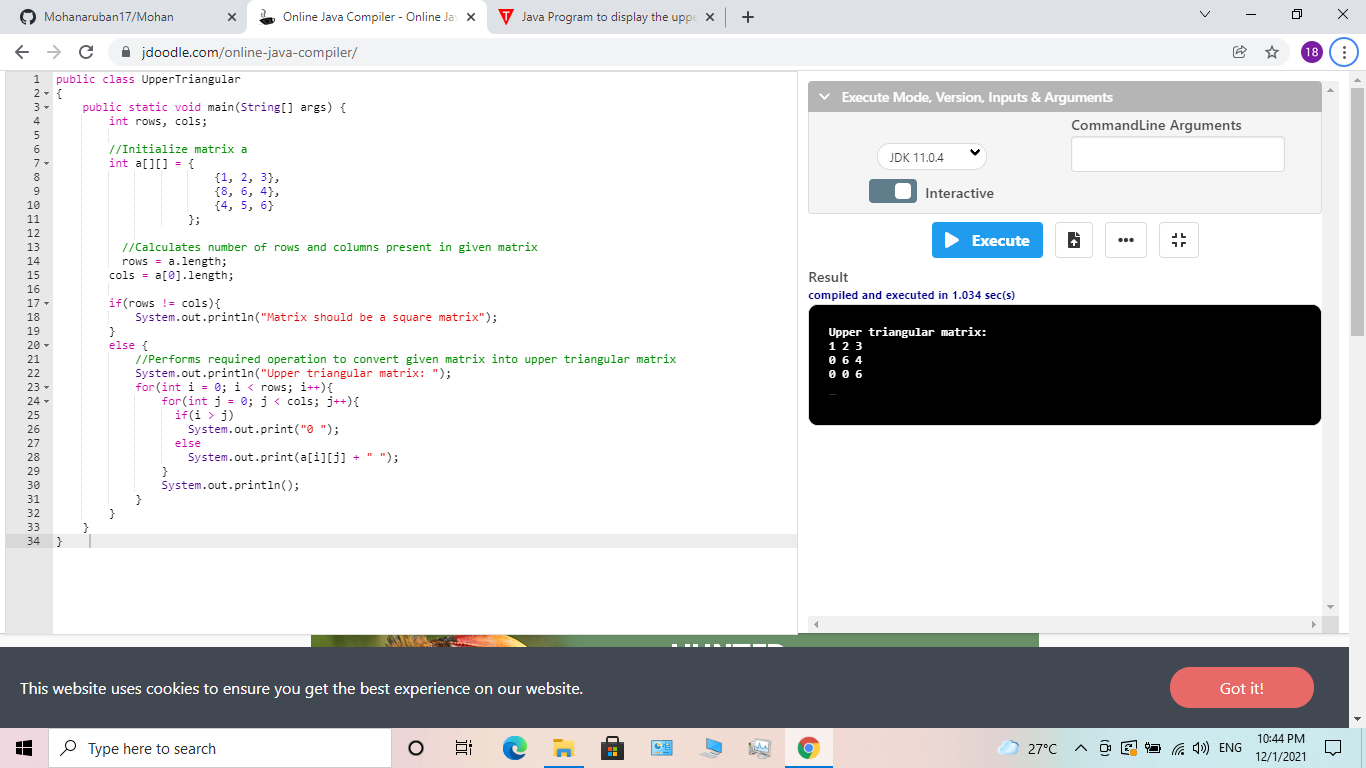 Mohanaruban17/Mohan
Online Java Compiler - Online Ja
Java Program to display the uppe
jdoodle.com/online-java-compiler/
18
1 public class UpperTriangular
2 {
3 public static void main(String[] args) {
4 int rows, cols;
5
6 //Initialize matrix a
7 int a[][] = {
8 {1, 2, 3},
9 {8, 6, 4},
10 {4, 5, 6}
11 };
12
13 //Calculates number of rows and columns present in given matrix
14 rows = a.length;
15 cols = a[0].length;
16
17 if(rows != cols){
18 System.out.println("Matrix should be a square matrix");
19 }
20 else {
21 //Performs required operation to convert given matrix into upper triangular matrix
22 System.out.println("Upper triangular matrix: ");
23 for(int i = 0; i < rows; i++){
24 for(int j = 0; j < cols; j++){
25 if(i > j)
26 System.out.print("0 ");
27 else
28 System.out.print(a[i][j] + " ");
29 }
30 System.out.println();
31 }
32 }
33 }
34 }
Execute Mode, Version, Inputs & Arguments
CommandLine Arguments
JDK 11.0.4
Interactive
Execute
Result
compiled and executed in 1.034 sec(s)
Upper triangular matrix:
1 2 3
0 6 4
0 0 6
This website uses cookies to ensure you get the best experience on our website.
Got it!
Type here to search
27°C
ENG
10:44 PM
12/1/2021